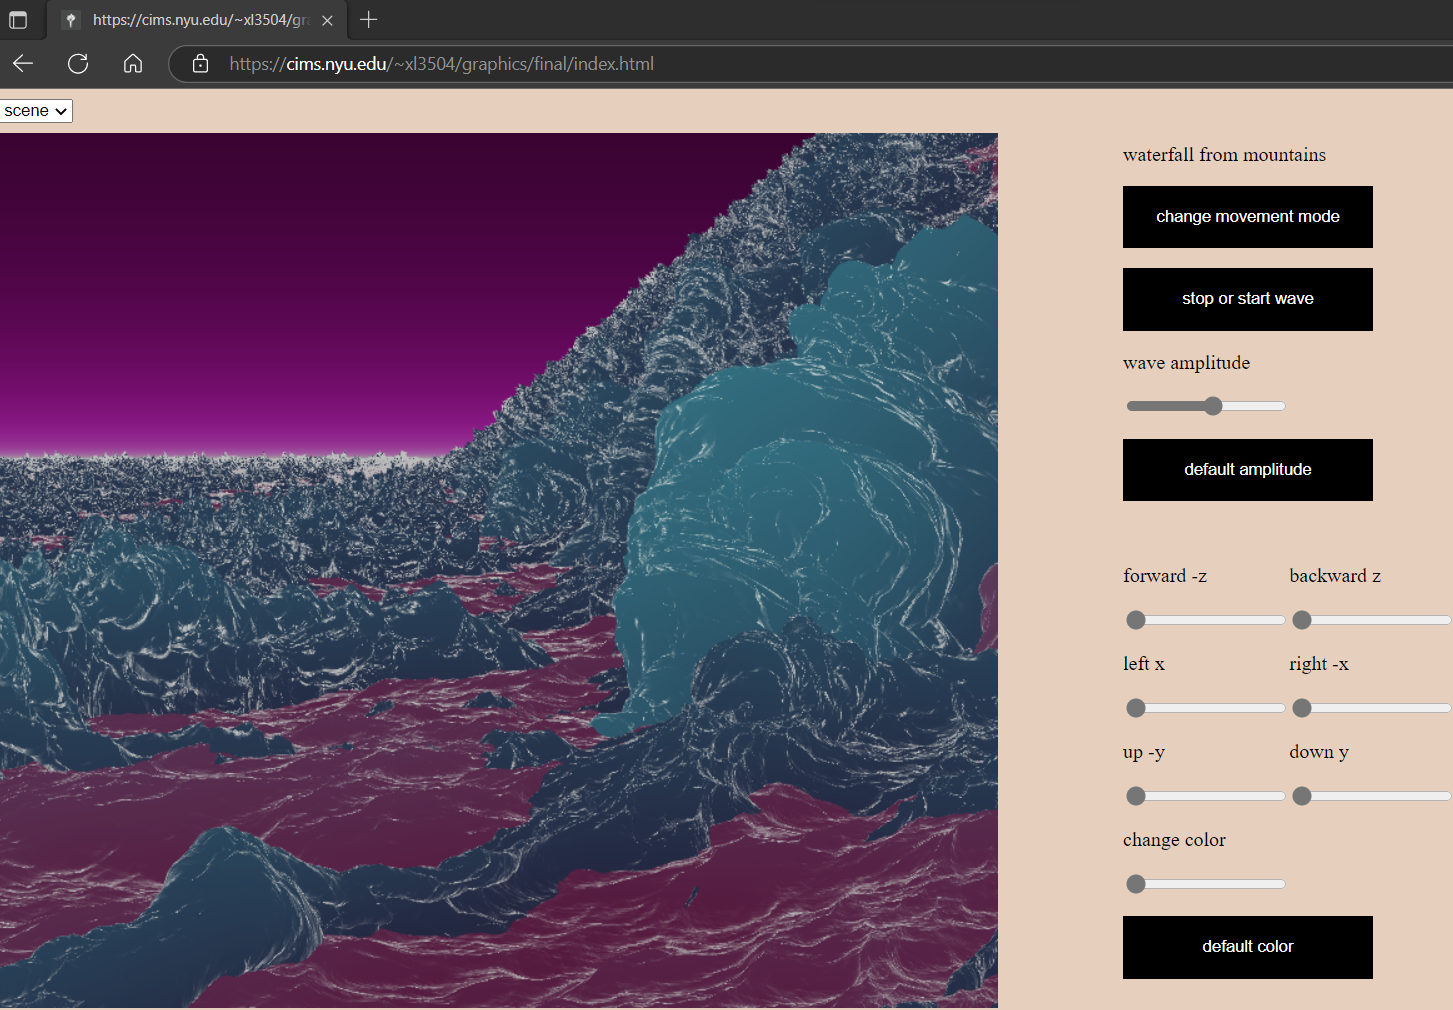 https://cims.nyu.edu/~xl3504/gra
https://cims.nyu.edu/~xl3504/graphics/final/index.html
scene
waterfall from mountains
change movement mode
stop or start wave
wave amplitude
default amplitude
forward -z backward z
left x right -x
up -y down y
change color
default color